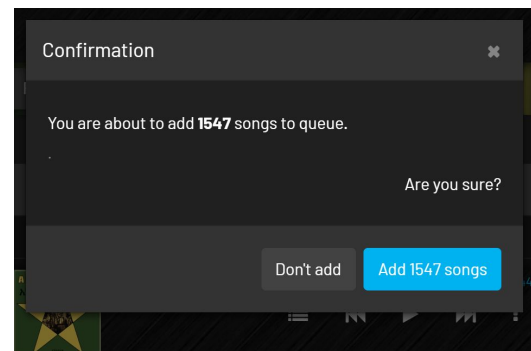 Confirmation
You are about to add 1547 songs to queue.
.
Are you sure?
Don't add
Add 1547 songs